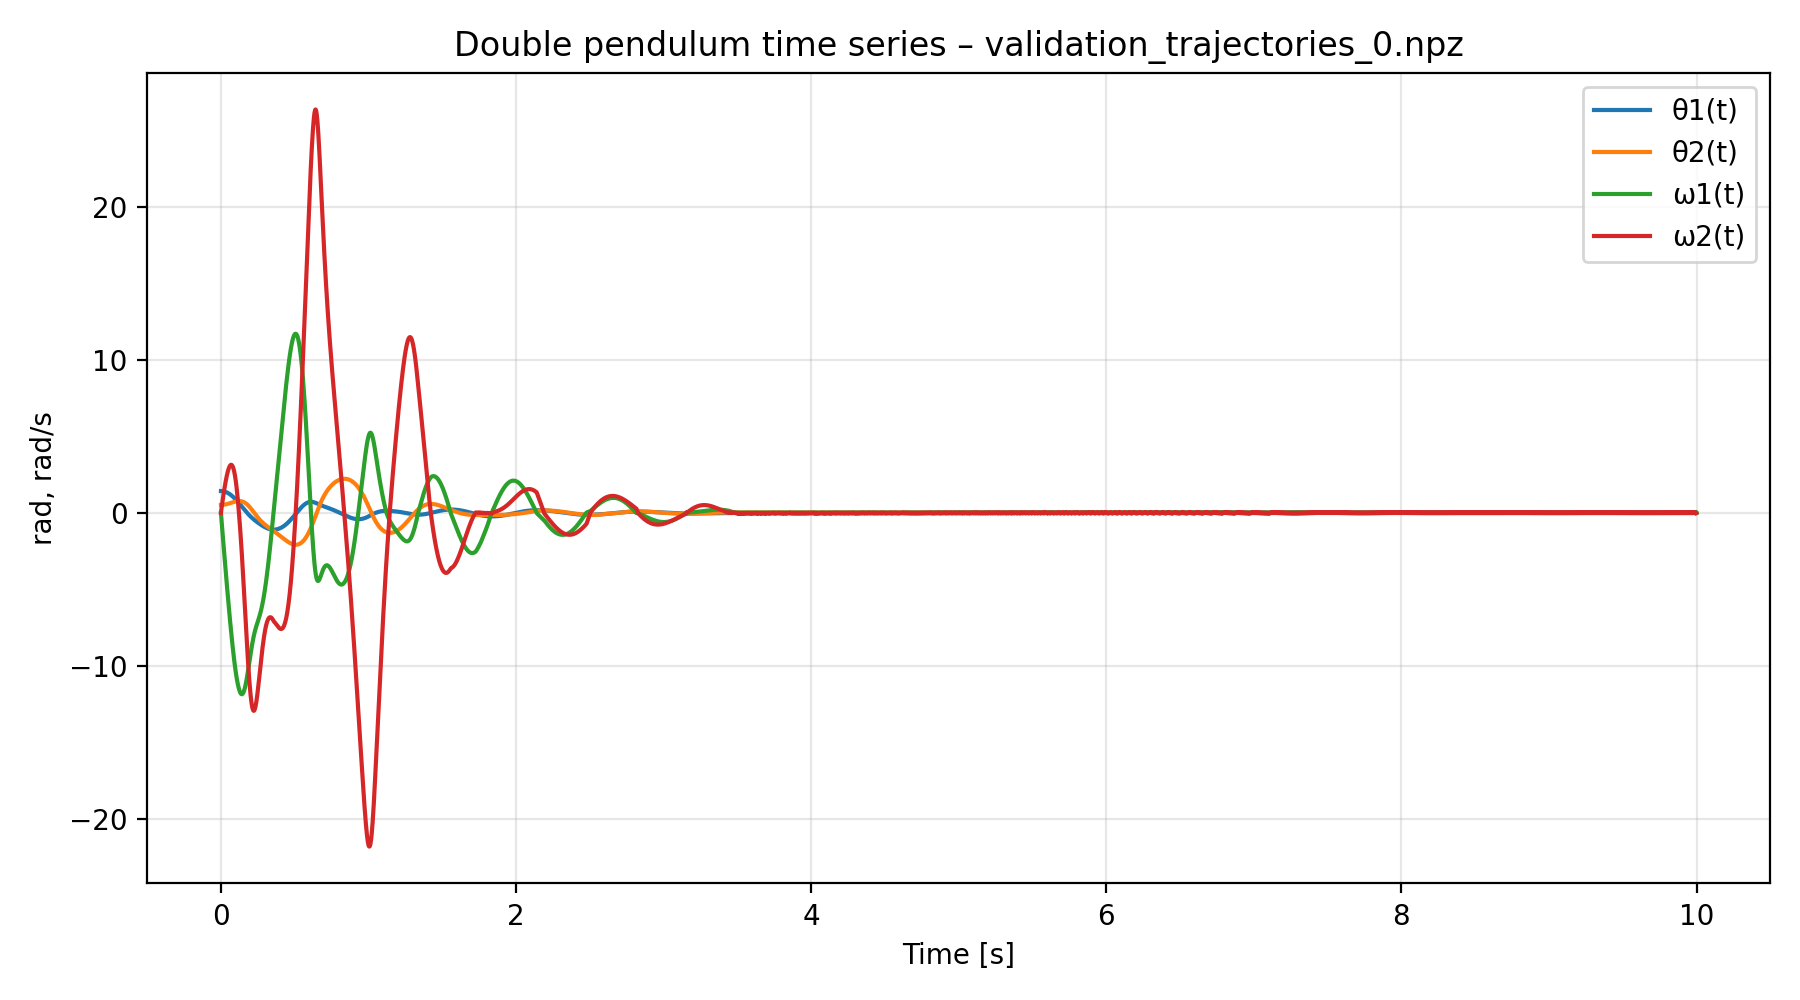 Double pendulum time series – validation_trajectories_0.npz
rad, rad/s
20
10
0
−10
−20
0 2 4 6 8 10
Time [s]
θ1(t)
θ2(t)
ω1(t)
ω2(t)